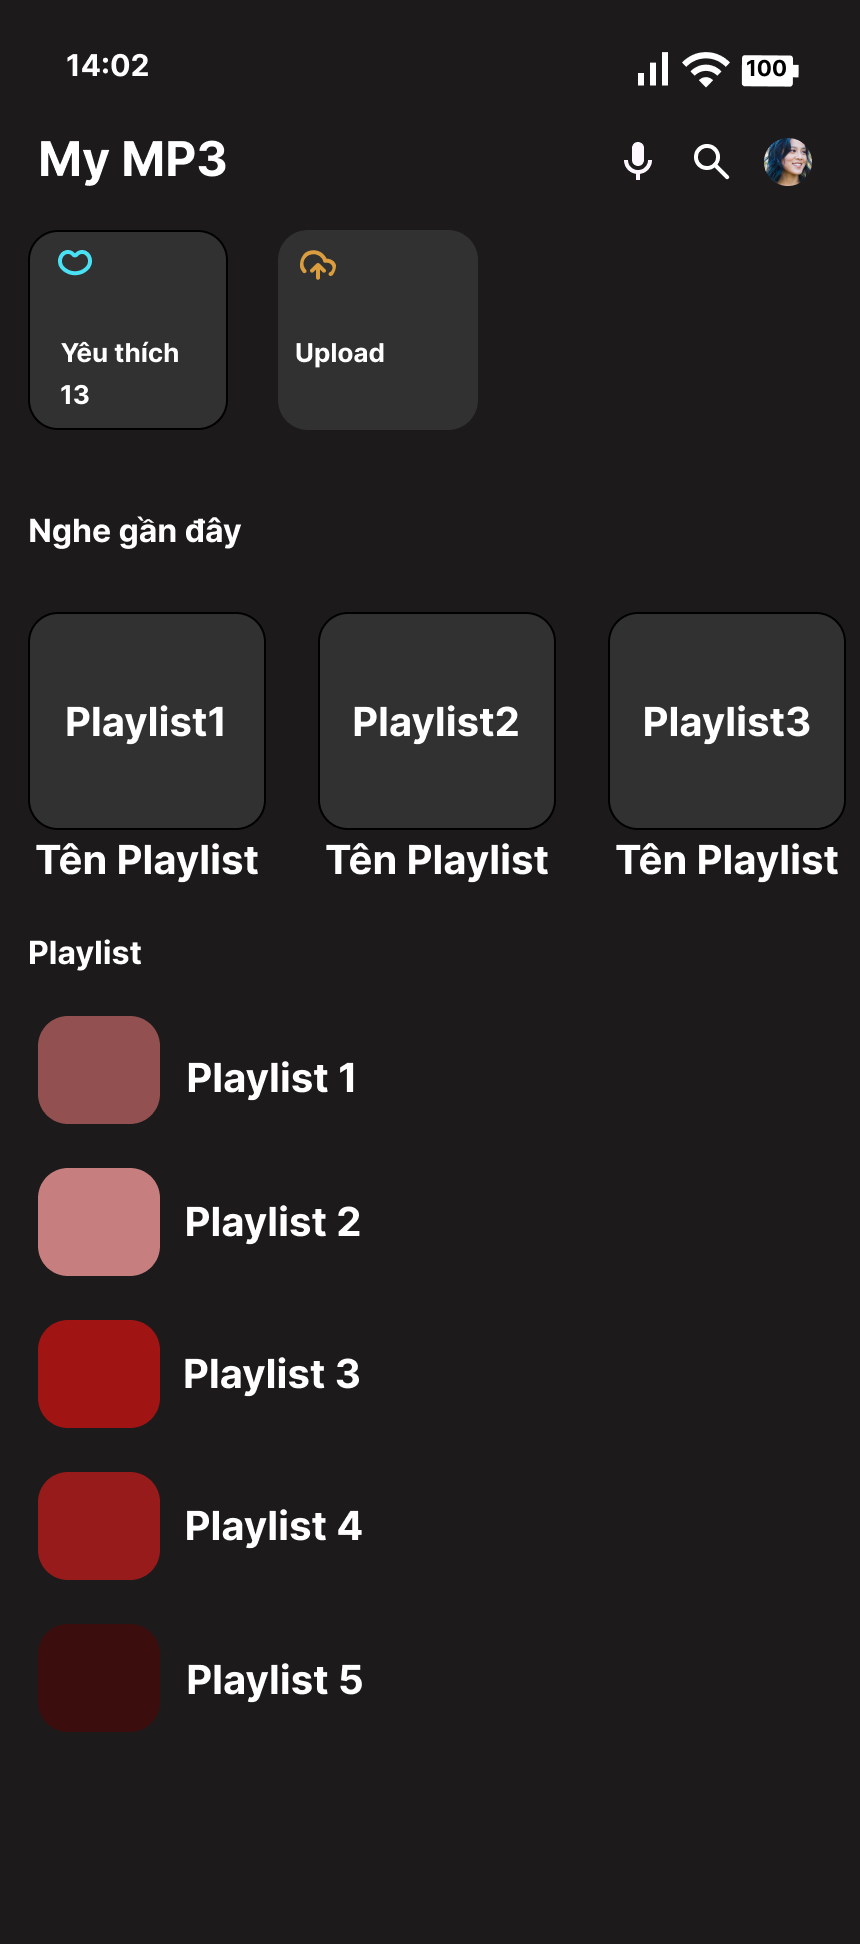 14:02
100
My MP3
Yêu thích
13
Upload
Nghe gần đây
Playlist1
Playlist2
Playlist3
Tên Playlist
Tên Playlist
Tên Playlist
Playlist
Playlist 1
Playlist 2
Playlist 3
Playlist 4
Playlist 5